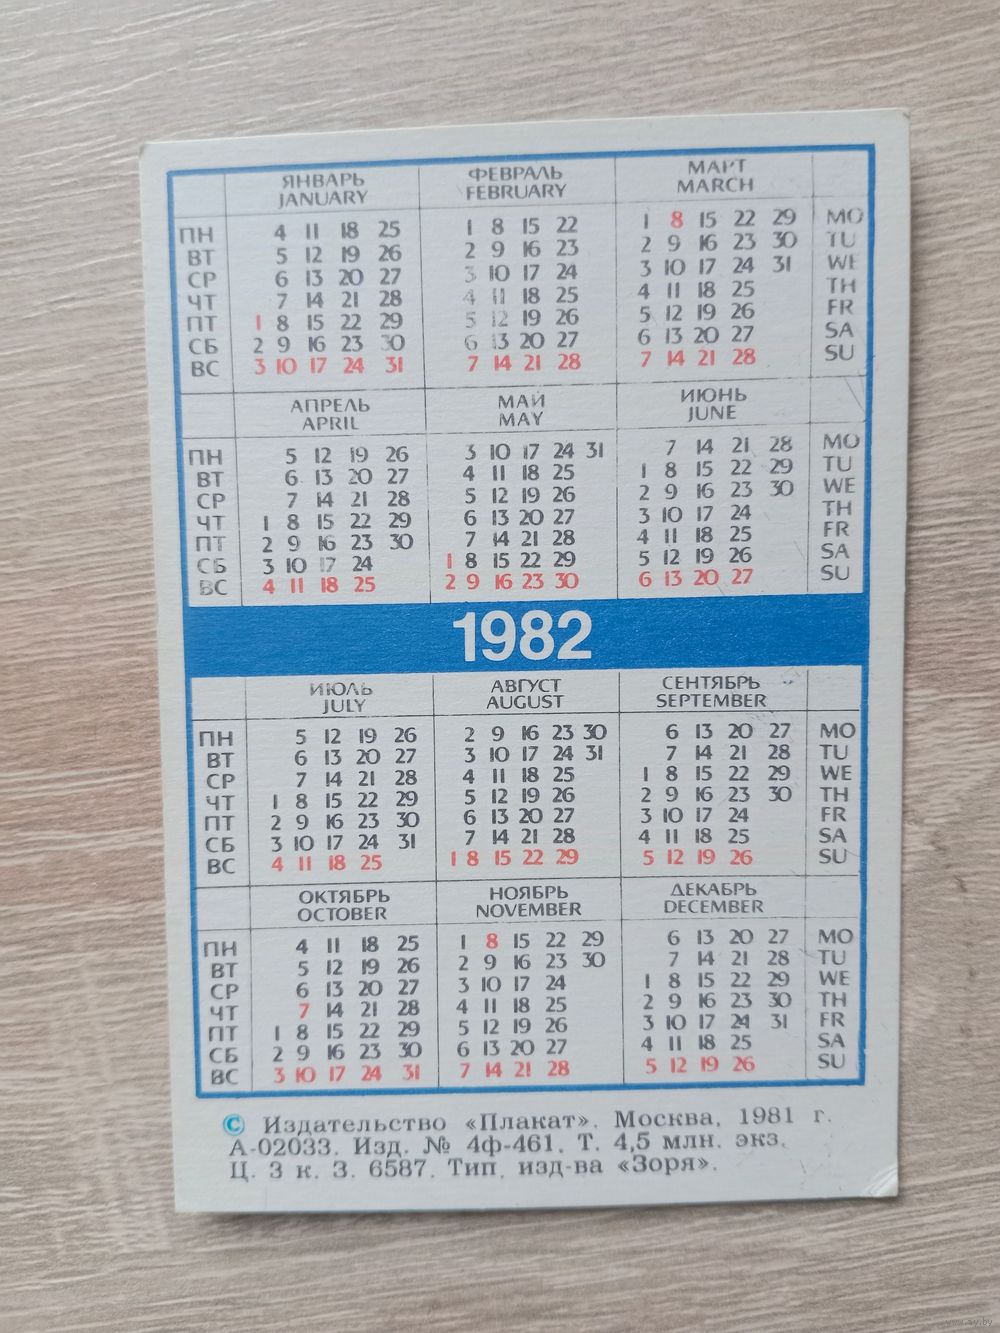 ЯНВАРЬ ФЕВРАЛЬ МАРТ
JANUARY FEBRUARY MARCH
ПН 4 11 18 25 1 8 15 22 1 8 15 22 29 MO
ВТ 5 12 19 26 2 9 16 23 2 9 16 23 30 TU
СР 6 13 20 27 3 10 17 24 3 10 17 24 31 WE
ЧТ 7 14 21 28 4 11 18 25 4 11 18 25 TH
ПТ 1 8 15 22 29 5 12 19 26 5 12 19 26 FR
СБ 2 9 16 23 30 6 13 20 27 6 13 20 27 SA
ВС 3 10 17 24 31 7 14 21 28 7 14 21 28 SU
АПРЕЛЬ МАЙ ИЮНЬ
APRIL MAY JUNE
ПН 5 12 19 26 3 10 17 24 31 7 14 21 28 MO
ВТ 6 13 20 27 4 11 18 25 1 8 15 22 29 TU
СР 7 14 21 28 5 12 19 26 2 9 16 23 30 WE
ЧТ 1 8 15 22 29 6 13 20 27 3 10 17 24 TH
ПТ 2 9 16 23 30 7 14 21 28 4 11 18 25 FR
СБ 3 10 17 24 1 8 15 22 29 5 12 19 26 SA
ВС 4 11 18 25 2 9 16 23 30 6 13 20 27 SU
1982
ИЮЛЬ АВГУСТ СЕНТЯБРЬ
JULY AUGUST SEPTEMBER
ПН 5 12 19 26 2 9 16 23 30 6 13 20 27 MO
ВТ 6 13 20 27 3 10 17 24 31 7 14 21 28 TU
СР 7 14 21 28 4 11 18 25 1 8 15 22 29 WE
ЧТ 1 8 15 22 29 5 12 19 26 2 9 16 23 30 TH
ПТ 2 9 16 23 30 6 13 20 27 3 10 17 24 FR
СБ 3 10 17 24 31 7 14 21 28 4 11 18 25 SA
ВС 4 11 18 25 1 8 15 22 29 5 12 19 26 SU
ОКТЯБРЬ НОЯБРЬ ДЕКАБРЬ
OCTOBER NOVEMBER DECEMBER
ПН 4 11 18 25 1 8 15 22 29 6 13 20 27 MO
ВТ 5 12 19 26 2 9 16 23 30 7 14 21 28 TU
СР 6 13 20 27 3 10 17 24 1 8 15 22 29 WE
ЧТ 7 14 21 28 4 11 18 25 2 9 16 23 30 TH
ПТ 1 8 15 22 29 5 12 19 26 3 10 17 24 31 FR
СБ 2 9 16 23 30 6 13 20 27 4 11 18 25 SA
ВС 3 10 17 24 31 7 14 21 28 5 12 19 26 SU
© Издательство «Плакат». Москва, 1981 г.
А-02033. Изд. № 4ф-461. Т. 4,5 млн. экз.
Ц. 3 к. З. 6587. Тип. изд-ва «Зоря».
www.ay.by